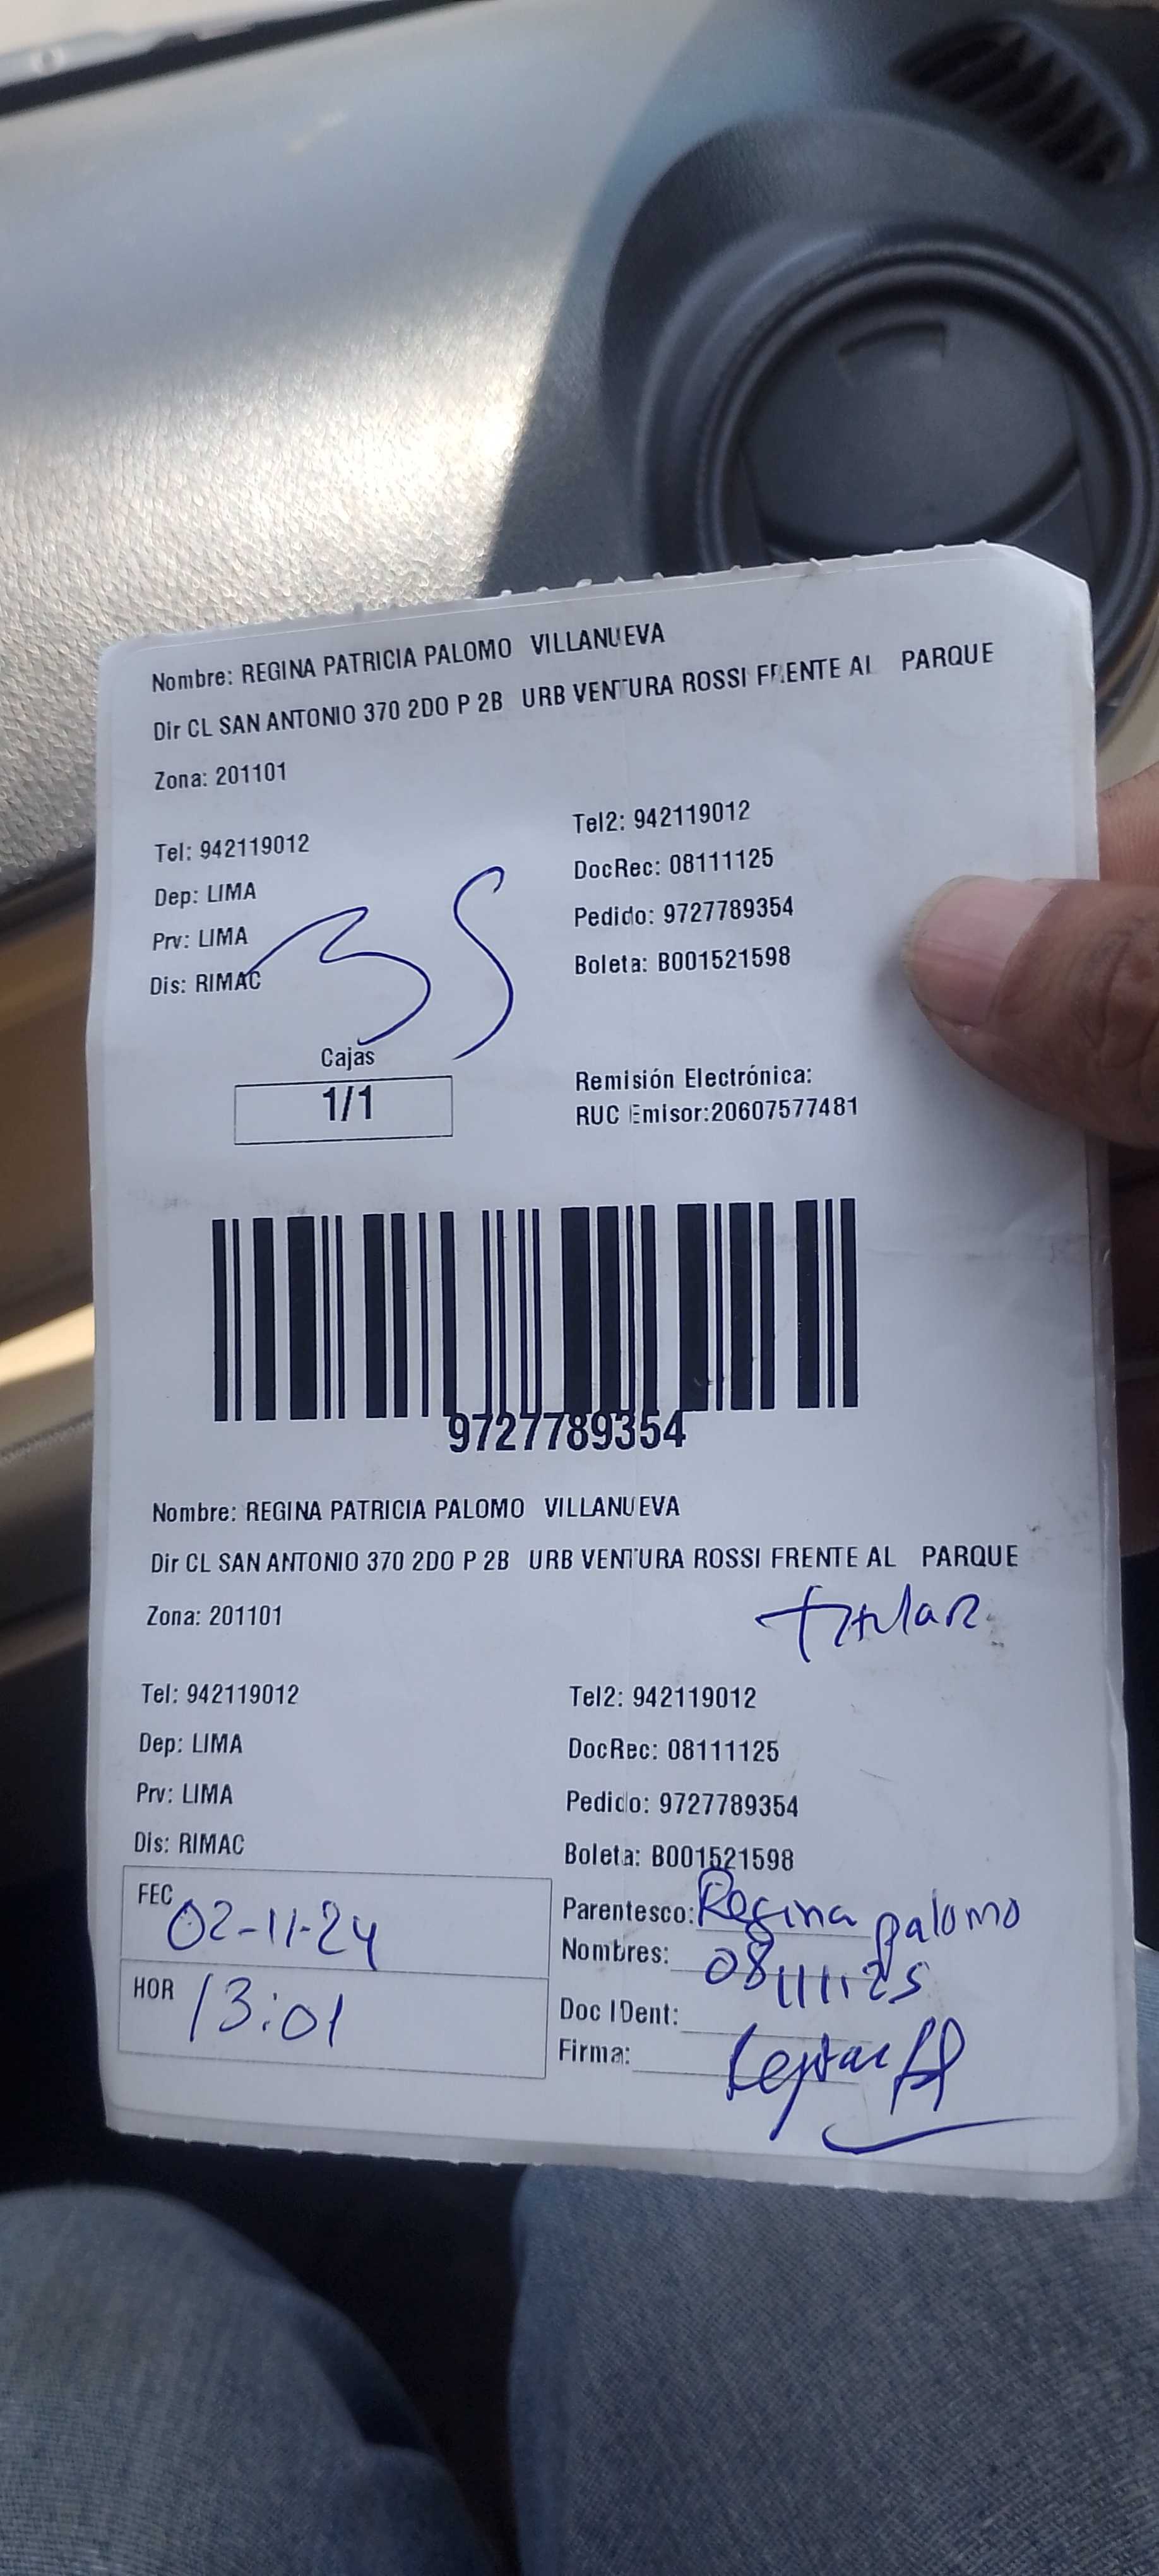 Nombre: REGINA PATRICIA PALOMO VILLANUEVA
Dir CL SAN ANTONIO 370 2DO P 2B URB VENTURA ROSSI FRENTE AL PARQUE
Zona: 201101
Tel: 942119012 Tel2: 942119012
Dep: LIMA DocRec: 08111125
Prv: LIMA Pedido: 9727789354
Dis: RIMAC Boleta: B001521598
35
Cajas
1/1
Remisión Electrónica:
RUC Emisor:20607577481
9727789354
Nombre: REGINA PATRICIA PALOMO VILLANUEVA
Dir CL SAN ANTONIO 370 2DO P 2B URB VENTURA ROSSI FRENTE AL PARQUE
Zona: 201101
titular
Tel: 942119012 Tel2: 942119012
Dep: LIMA DocRec: 08111125
Prv: LIMA Pedido: 9727789354
Dis: RIMAC Boleta: B001521598
FEC 02-11-24
HOR 13:01
Parentesco: Regina palomo
Nombres: 08111125
Doc IDent:
Firma: